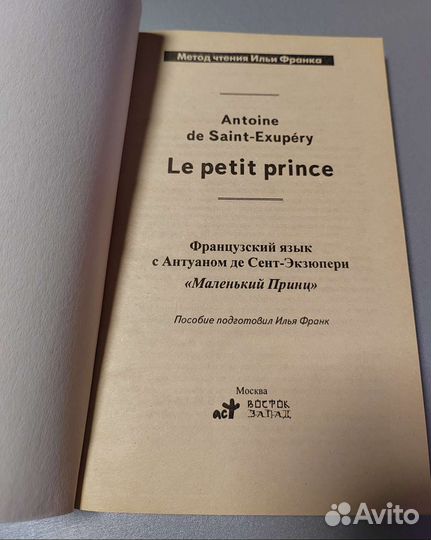 Метод чтения Ильи Франка
Antoine
de Saint-Exupéry
Le petit prince
Французский язык
с Антуаном де Сент-Экзюпери
«Маленький Принц»
Пособие подготовил Илья Франк
Москва
аст ВОСТОК
ЗАПАД
Avito